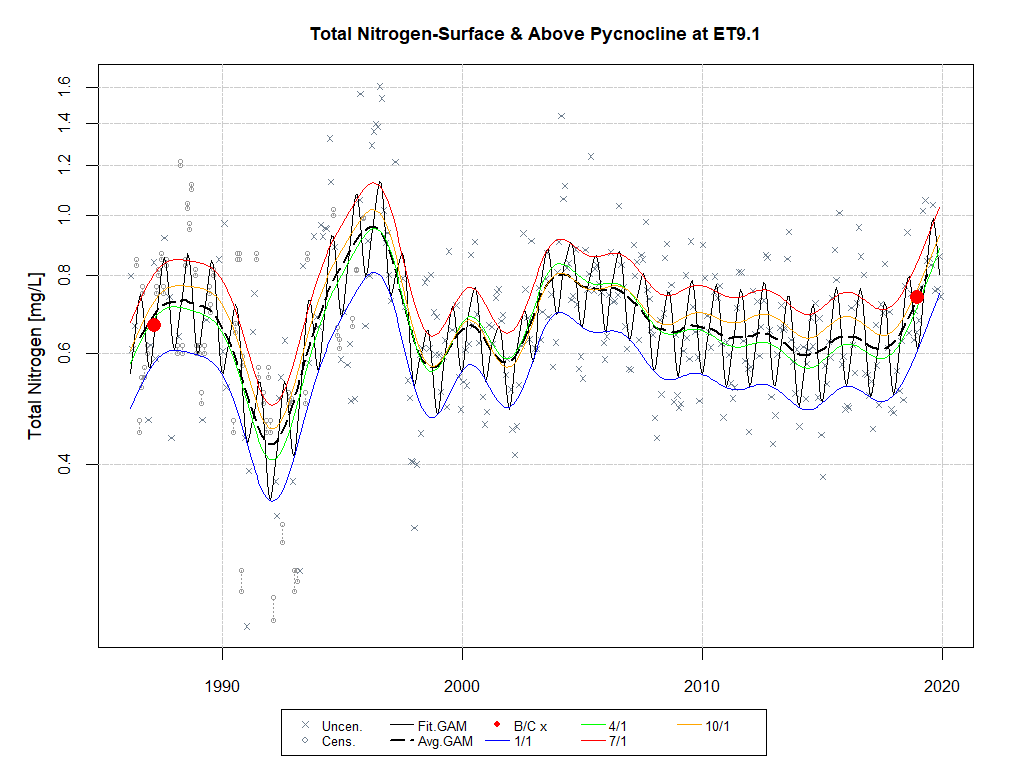 Total Nitrogen-Surface & Above Pycnocline at ET9.1
Total Nitrogen [mg/L]
1.6
1.4
1.2
1.0
0.8
0.6
0.4
1990 2000 2010 2020
Uncen. Fit.GAM B/C x 4/1 10/1
Cens. Avg.GAM 1/1 7/1